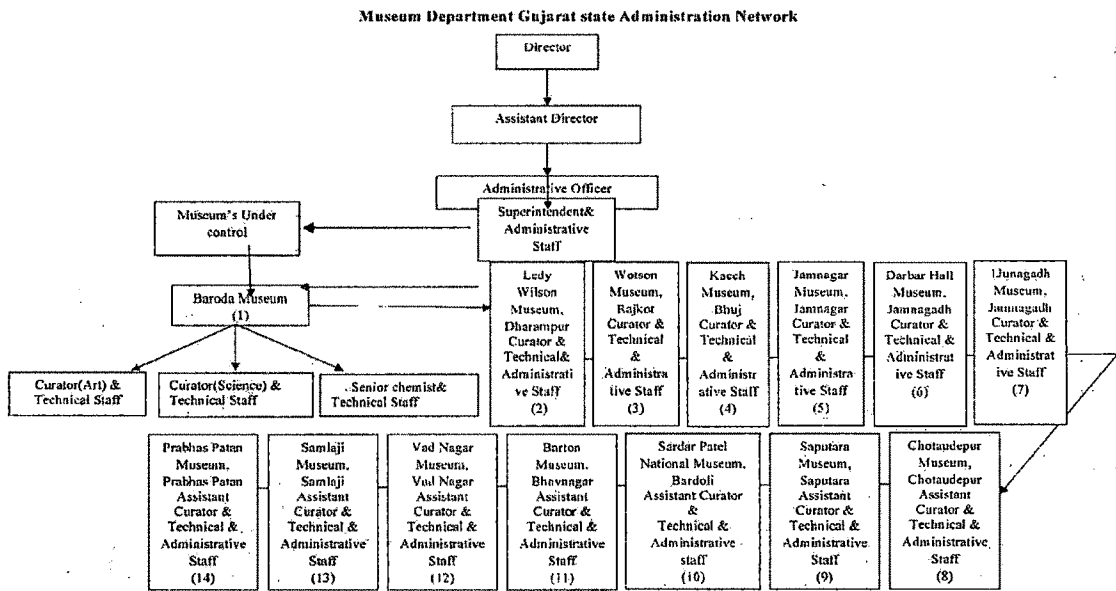 Museum Department Gujarat state Administration Network
Director
Assistant Director
Administrative Officer
Superintendent&
Administrative
Staff
Museum's Under
control
Baroda Museum
(1)
Curator(Art) &
Technical Staff
Curator(Science) &
Technical Staff
Senior chemist&
Technical Staff
Ledy
Wilson
Museum,
Dharampur
Curator &
Technical&
Administrati
ve Staff
(2)
Wotson
Museum,
Rajkot
Curator &
Technical
&
Administra
tive Staff
(3)
Kacch
Museum,
Bhuj
Curator &
Technical
&
Administr
ative Staff
(4)
Jamnagar
Museum,
Jamnagar
Curator &
Technical
&
Administra
tive Staff
(5)
Darbar Hall
Museum,
Jamnagadh
Curator &
Technical &
Administrat
ive Staff
(6)
IJunagadh
Museum,
Jamnagadh
Curator &
Technical &
Administrat
ive Staff
(7)
Chotaudepur
Museum,
Chotaudepur
Assistant
Curator &
Technical &
Administrative
Staff
(8)
Saputara
Museum,
Saputara
Assistant
Curator &
Technical &
Administrative
Staff
(9)
Sardar Patel
National Museum,
Bardoli
Assistant Curator
&
Technical &
Administrative
staff
(10)
Barton
Museum,
Bhavnagar
Assistant
Curator &
Technical &
Administrative
Staff
(11)
Vad Nagar
Museum,
Vad Nagar
Assistant
Curator &
Technical &
Administrative
Staff
(12)
Samlaji
Museum,
Samlaji
Assistant
Curator &
Technical &
Administrative
Staff
(13)
Prabhas Patan
Museum,
Prabhas Patan
Assistant
Curator &
Technical &
Administrative
Staff
(14)